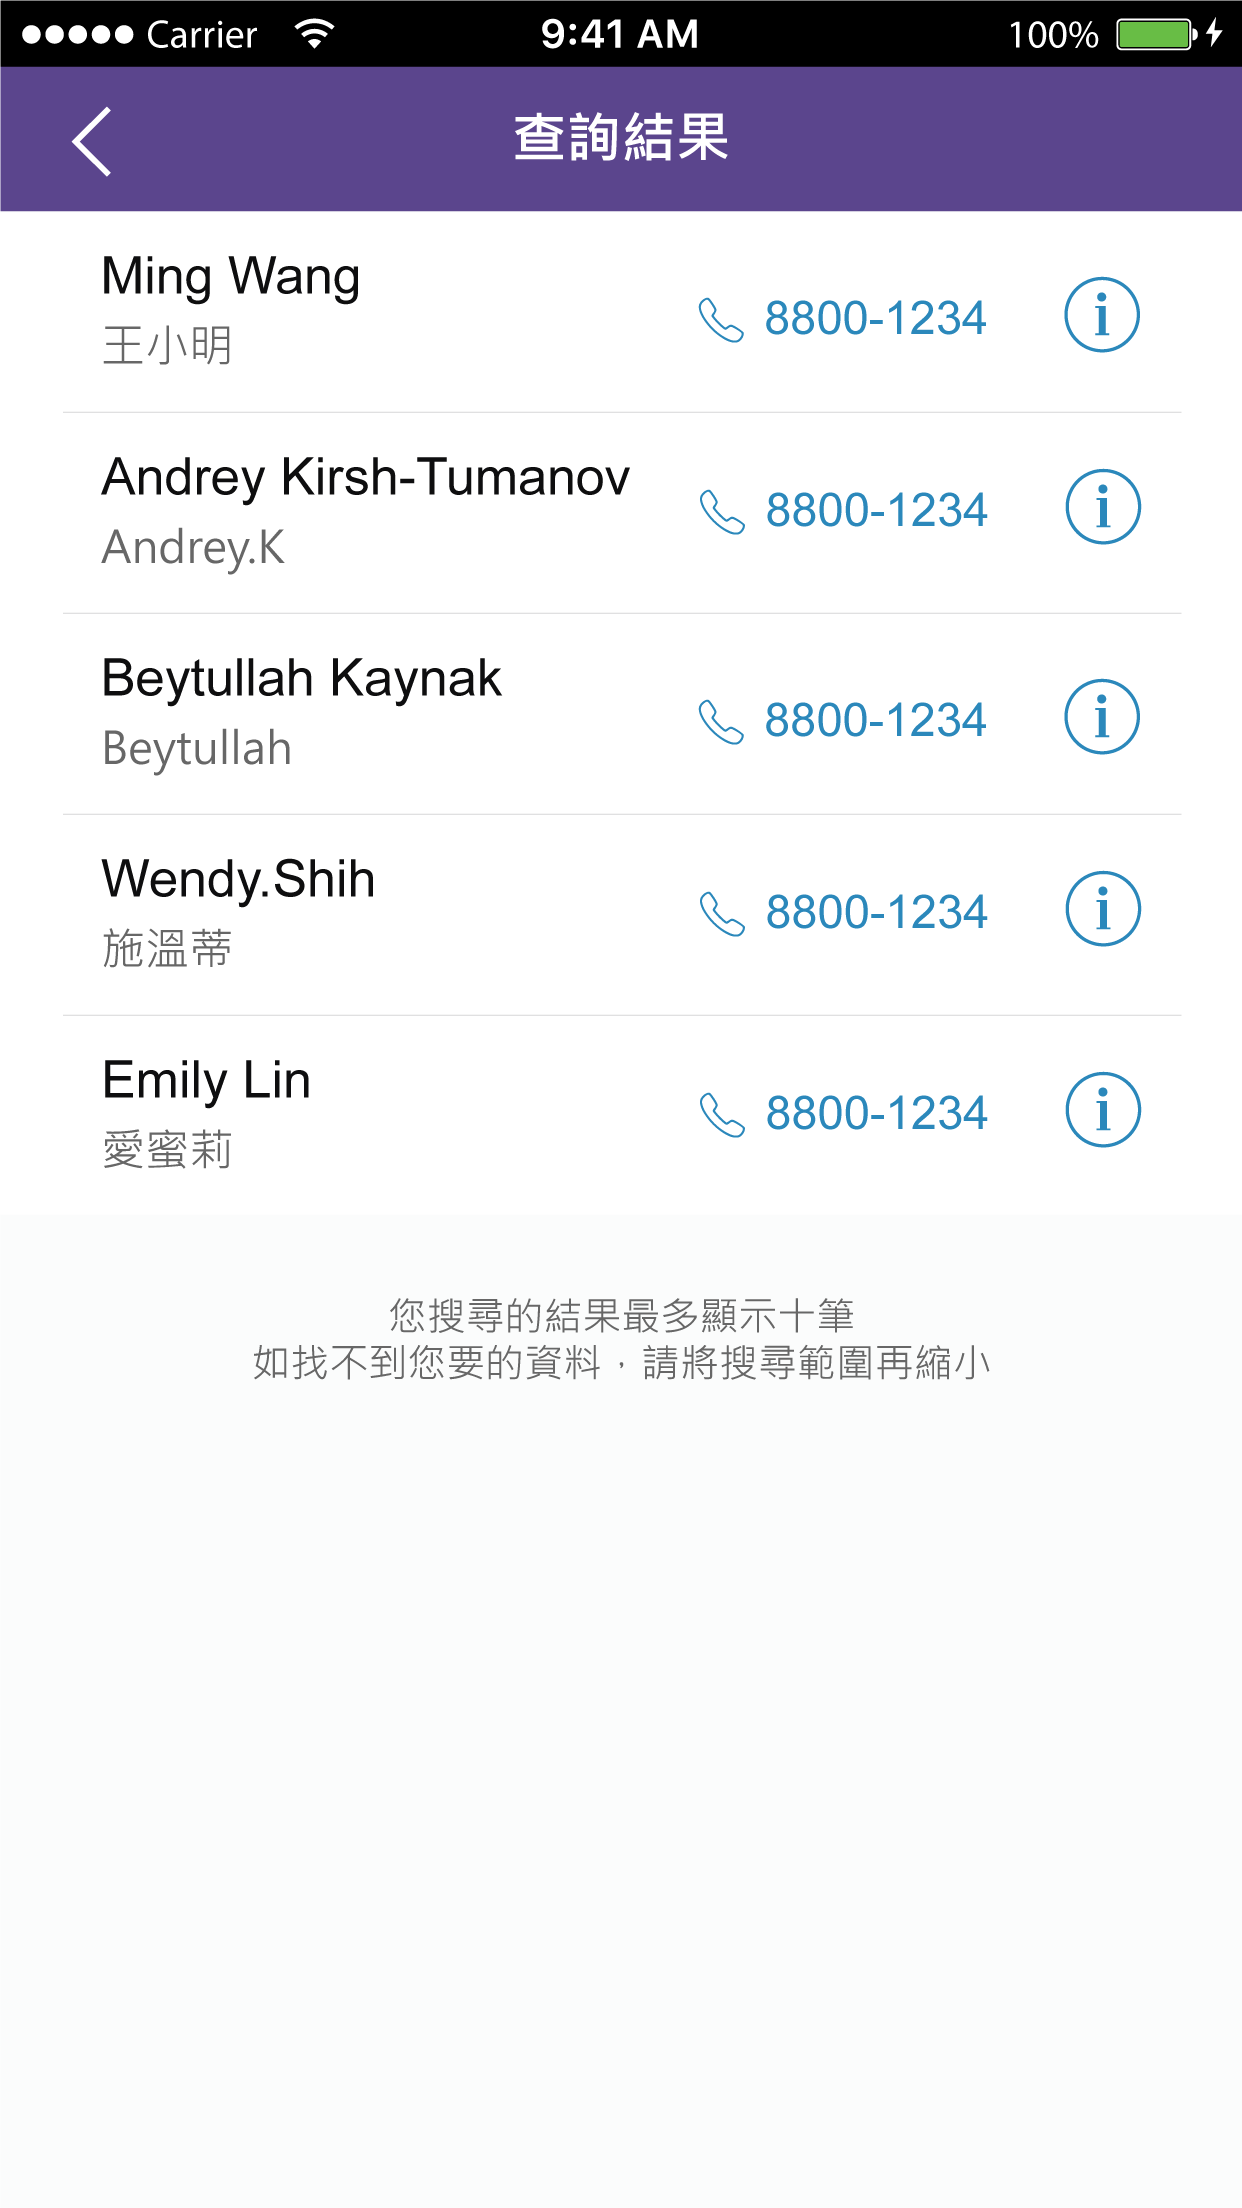 Carrier 9:41 AM 100%
查詢結果
Ming Wang
王小明
8800-1234
Andrey Kirsh-Tumanov
Andrey.K
8800-1234
Beytullah Kaynak
Beytullah
8800-1234
Wendy.Shih
施溫蒂
8800-1234
Emily Lin
愛蜜莉
8800-1234
您搜尋的結果最多顯示十筆
如找不到您要的資料，請將搜尋範圍再縮小